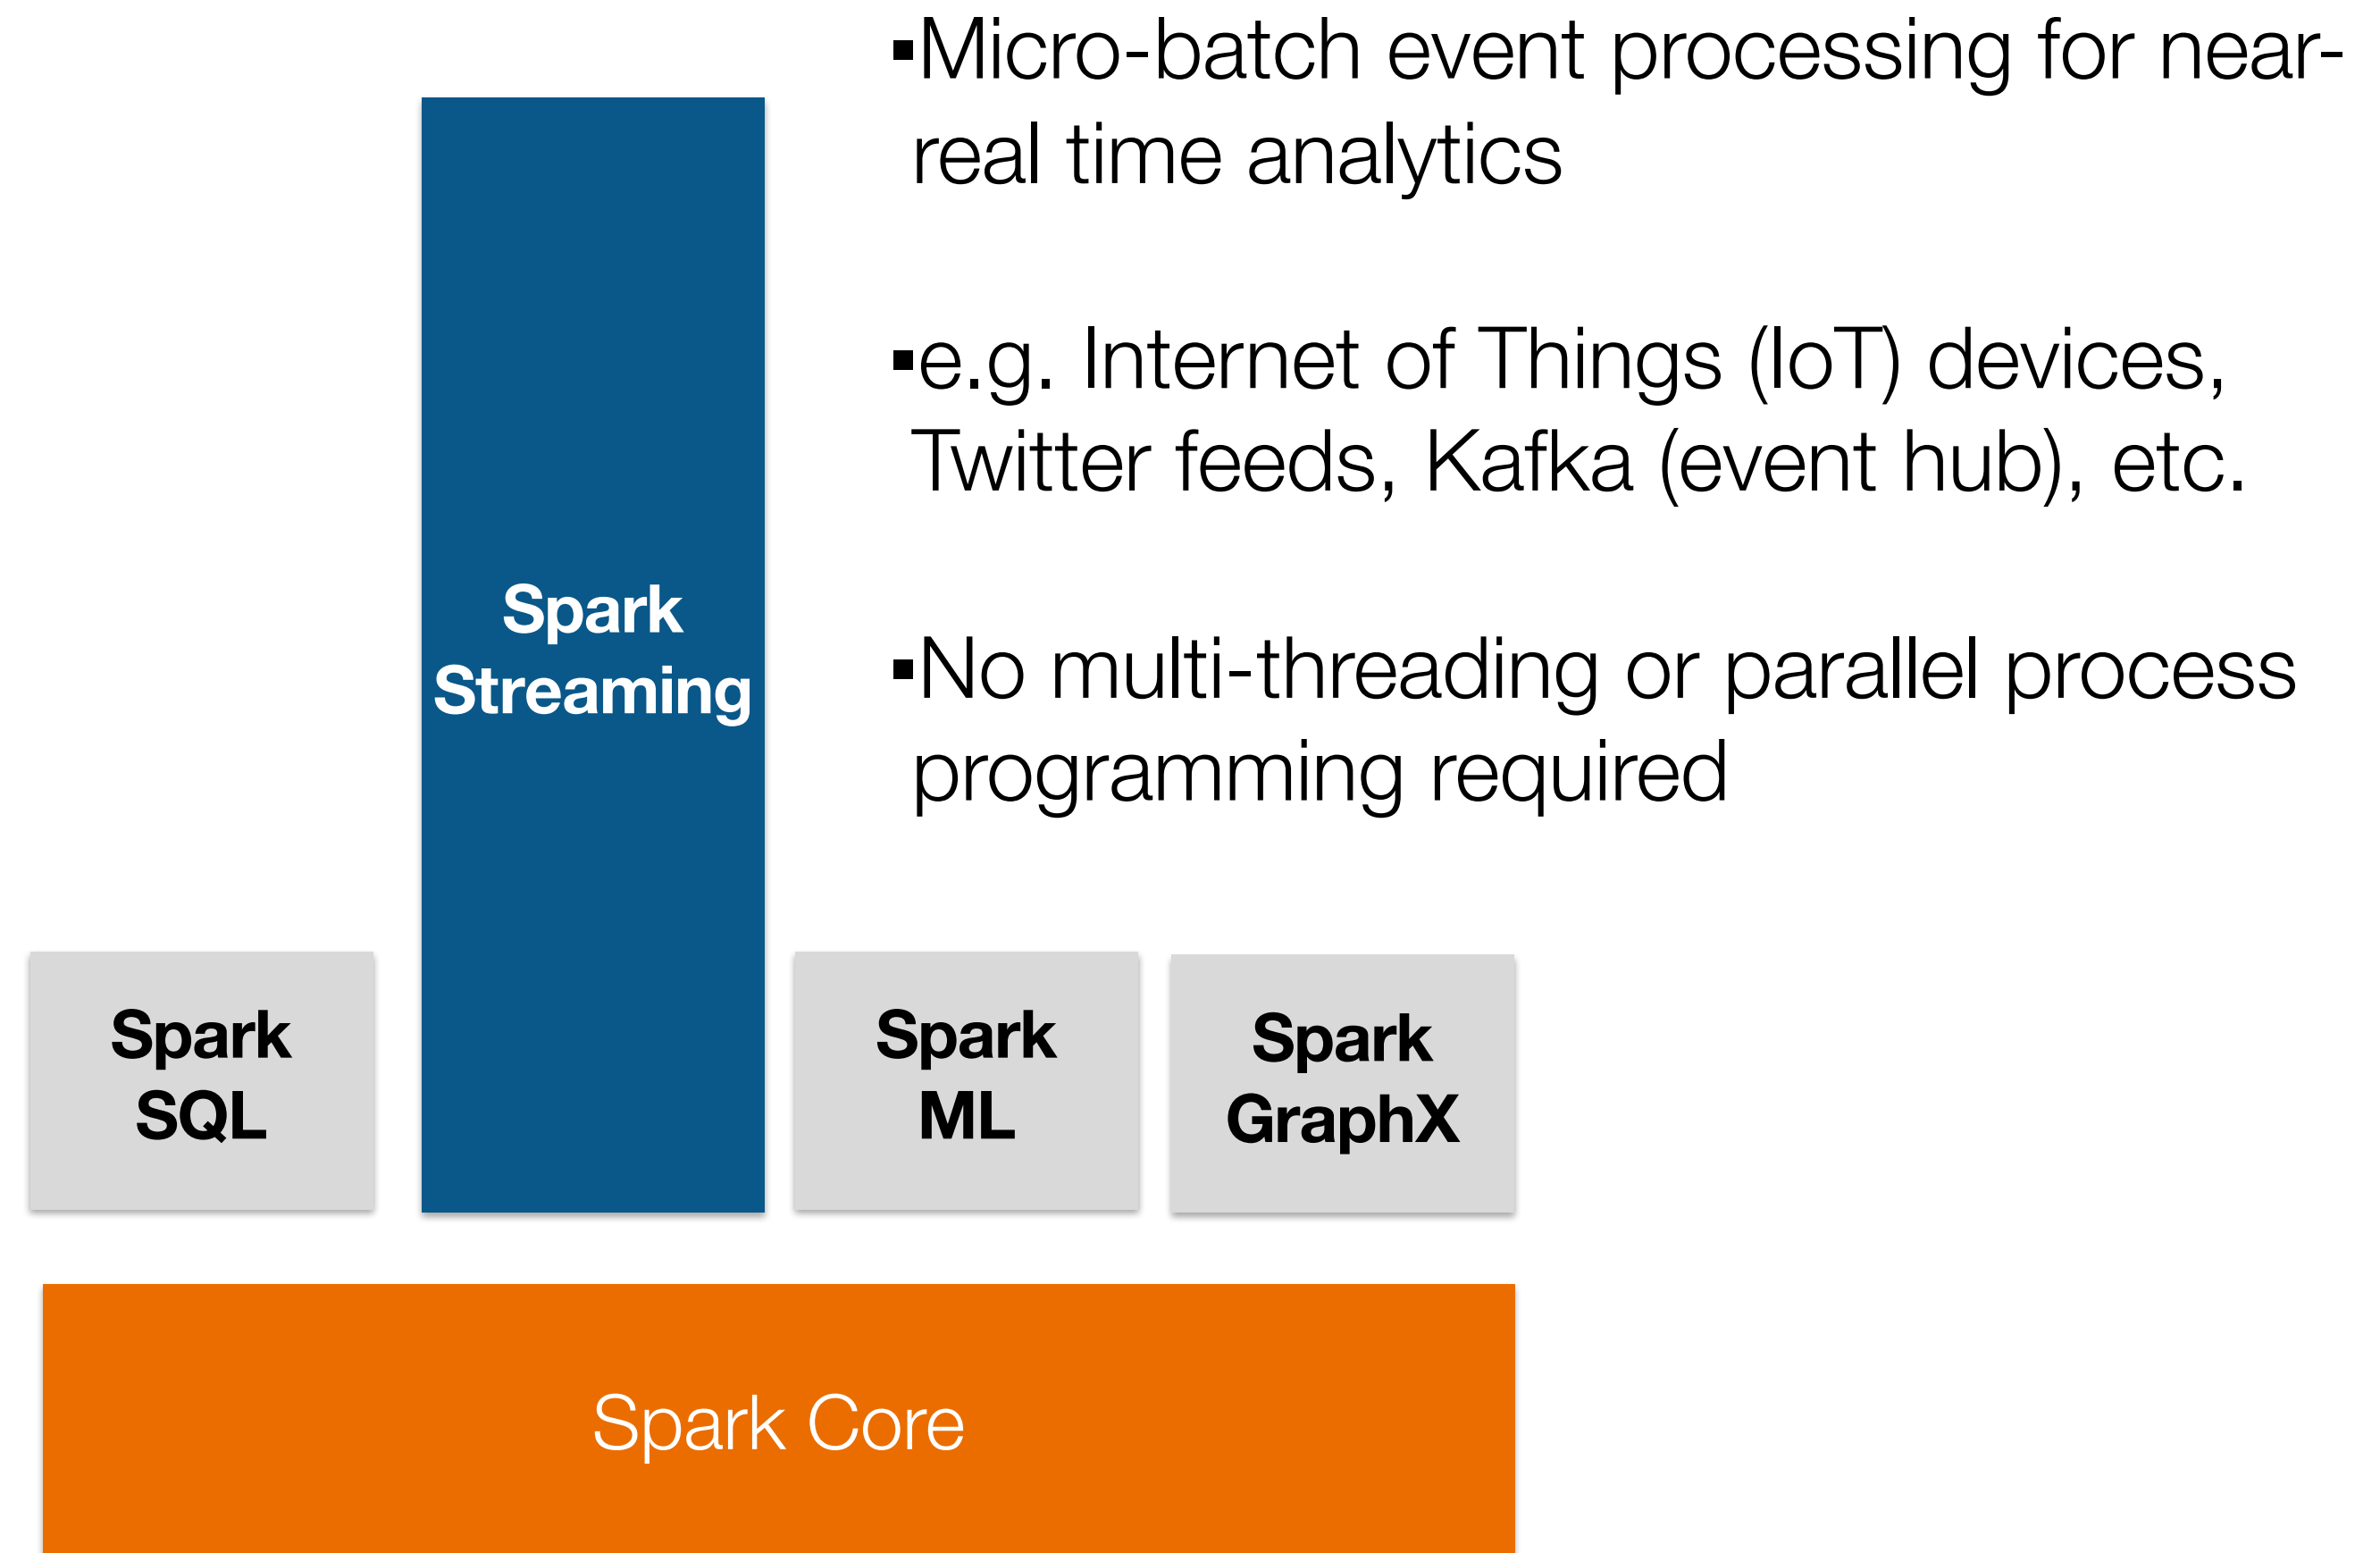 ▪Micro-batch event processing for near-
real time analytics
▪e.g. Internet of Things (IoT) devices,
Twitter feeds, Kafka (event hub), etc.
▪No multi-threading or parallel process
programming required
Spark
Streaming
Spark
SQL
Spark
ML
Spark
GraphX
Spark Core